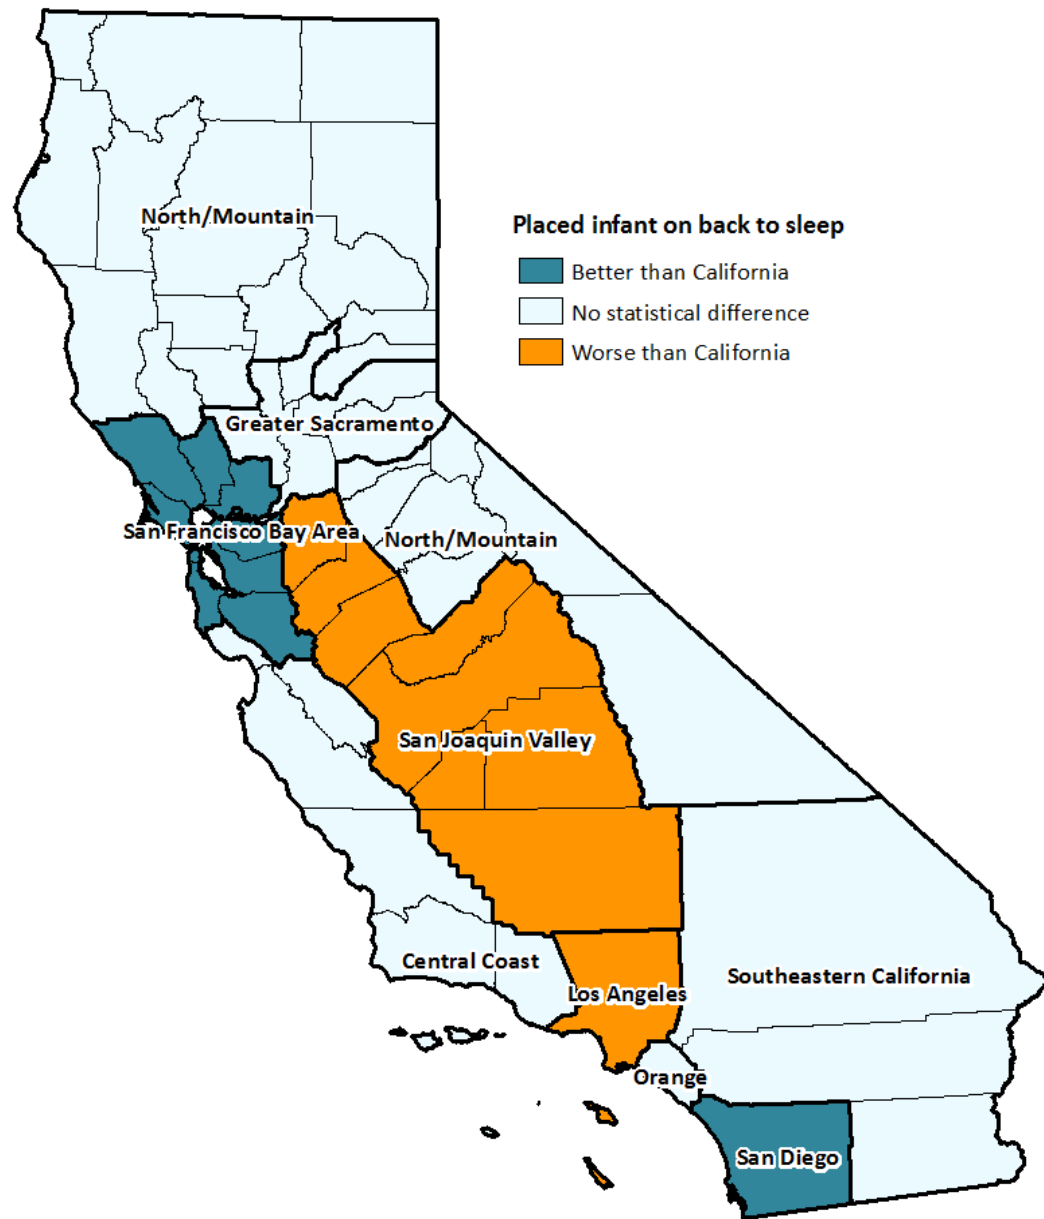 North/Mountain
Placed infant on back to sleep
Better than California
No statistical difference
Worse than California
Greater Sacramento
San Francisco Bay Area
North/Mountain
San Joaquin Valley
Central Coast
Los Angeles
Southeastern California
Orange
San Diego